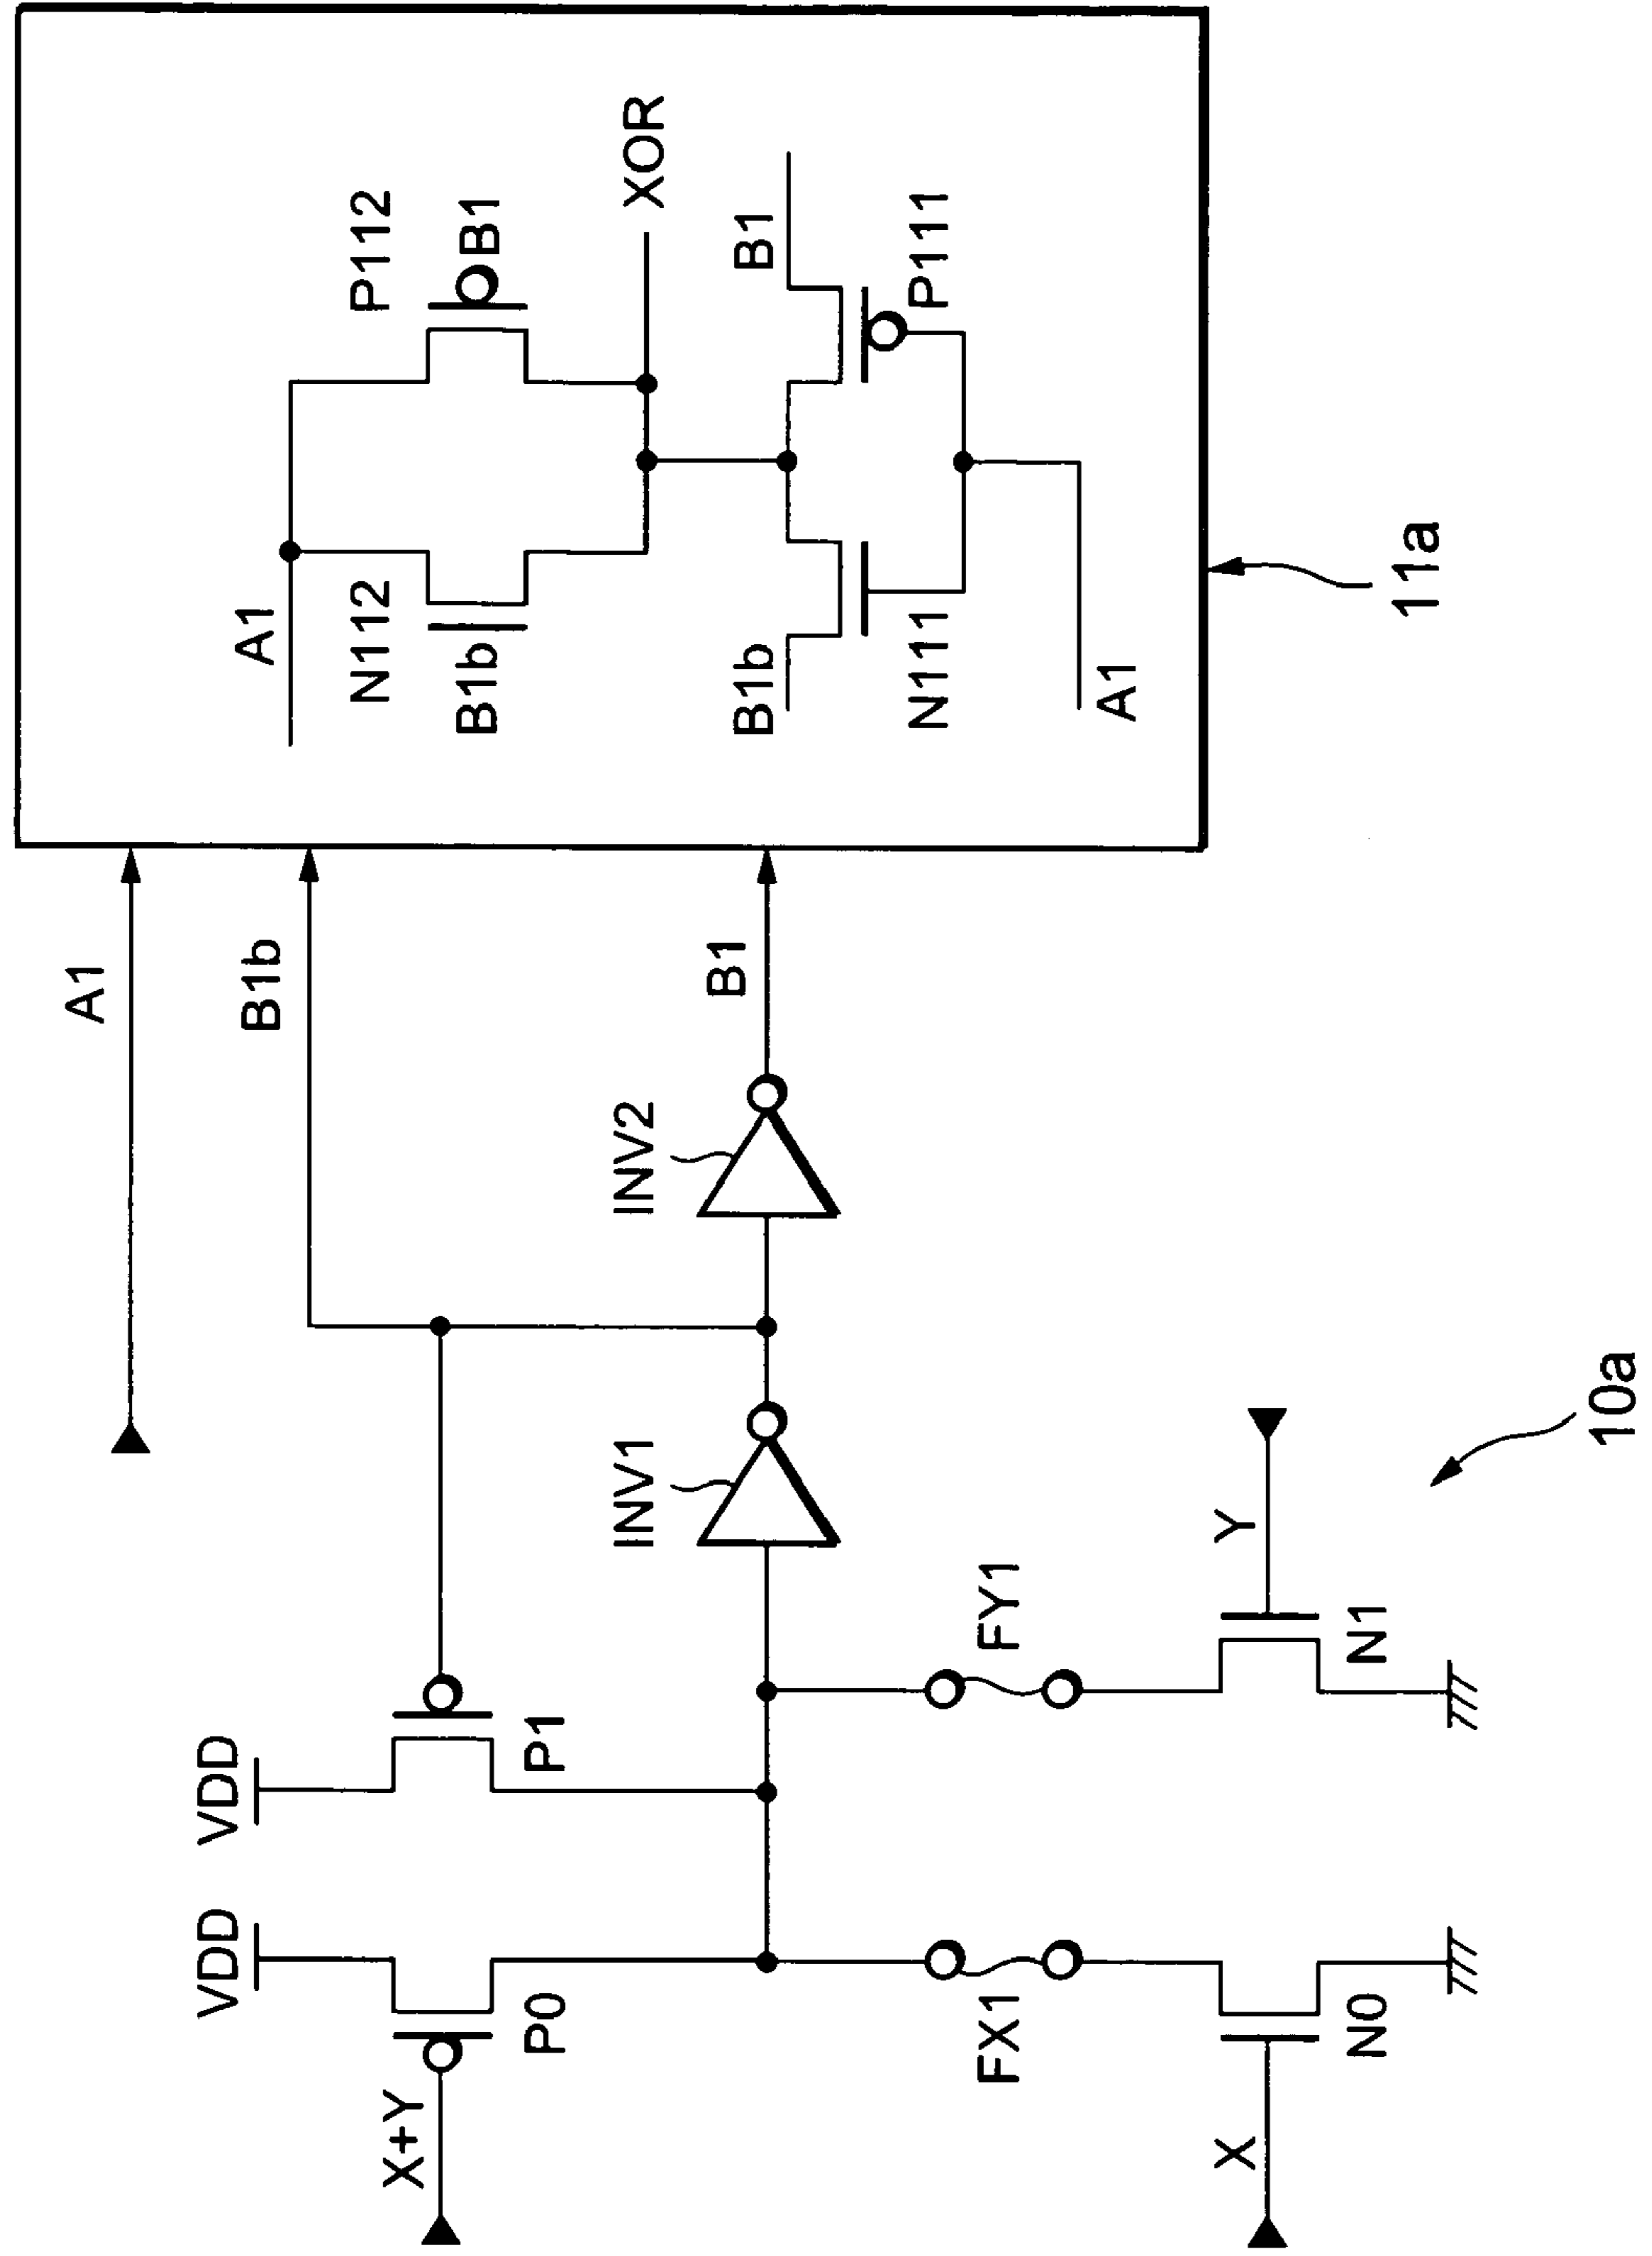 A1
B1b
B1
VDD
VDD
X+Y
P0
P1
INV1
INV2
FX1
FY1
X
Y
N0
N1
10a
A1
N112
P112
B1b
B1
XOR
B1b
B1
N111
P111
A1
11a